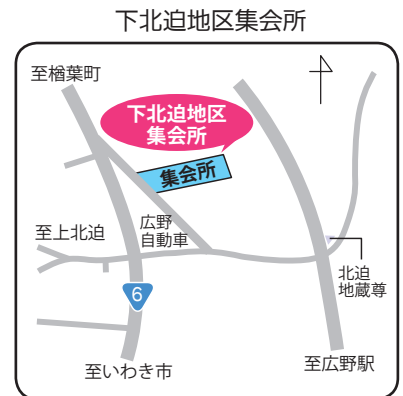 下北迫地区集会所
至楢葉町
下北迫地区
集会所
集会所
広野
自動車
至上北迫
6
北迫
地蔵尊
至いわき市
至広野駅